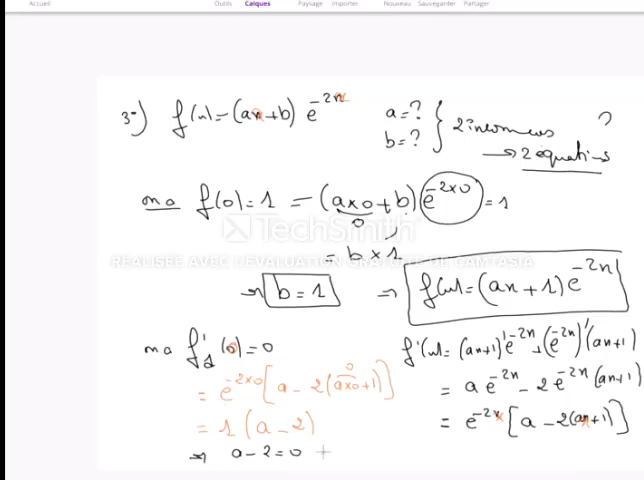 Accueil Outils Calques Paysage Importer Nouveau Sauvegarder Partager
3-) f(x) = (ax+b) e^-2x a = ? ?
b = ? 2 inconnues
→ 2 équations
on a f(0) = 1 = (a×0+b) e^-2×0 = 1
0
TechSmith
= b × 1
RÉALISÉE AVEC L'ÉVALUATION GRATUITE DE CAMTASIA
→ b = 1 ⇒ f(x) = (ax+1) e^-2x
on a f'(0) = 0 f'(x) = (ax+1)' e^-2x + (e^-2x)' (ax+1)
0
= e^-2×0 [a - 2(a×0+1)] = a e^-2x - 2 e^-2x (ax+1)
= 1 (a - 2) = e^-2x [a - 2(ax+1)]
⇒ a - 2 = 0